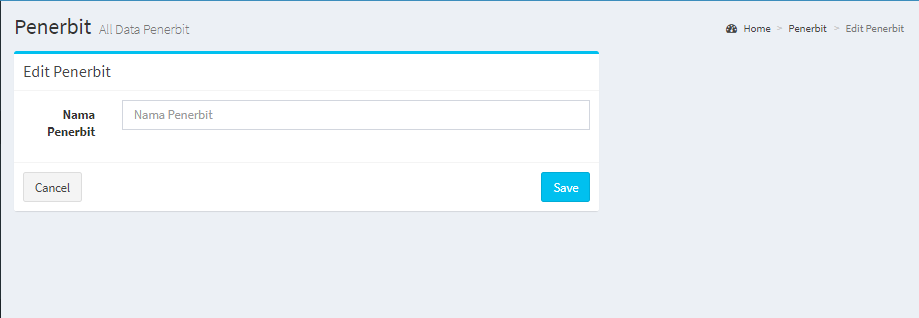 Penerbit All Data Penerbit
Home > Penerbit > Edit Penerbit
Edit Penerbit
Nama
Penerbit
Nama Penerbit
Cancel
Save